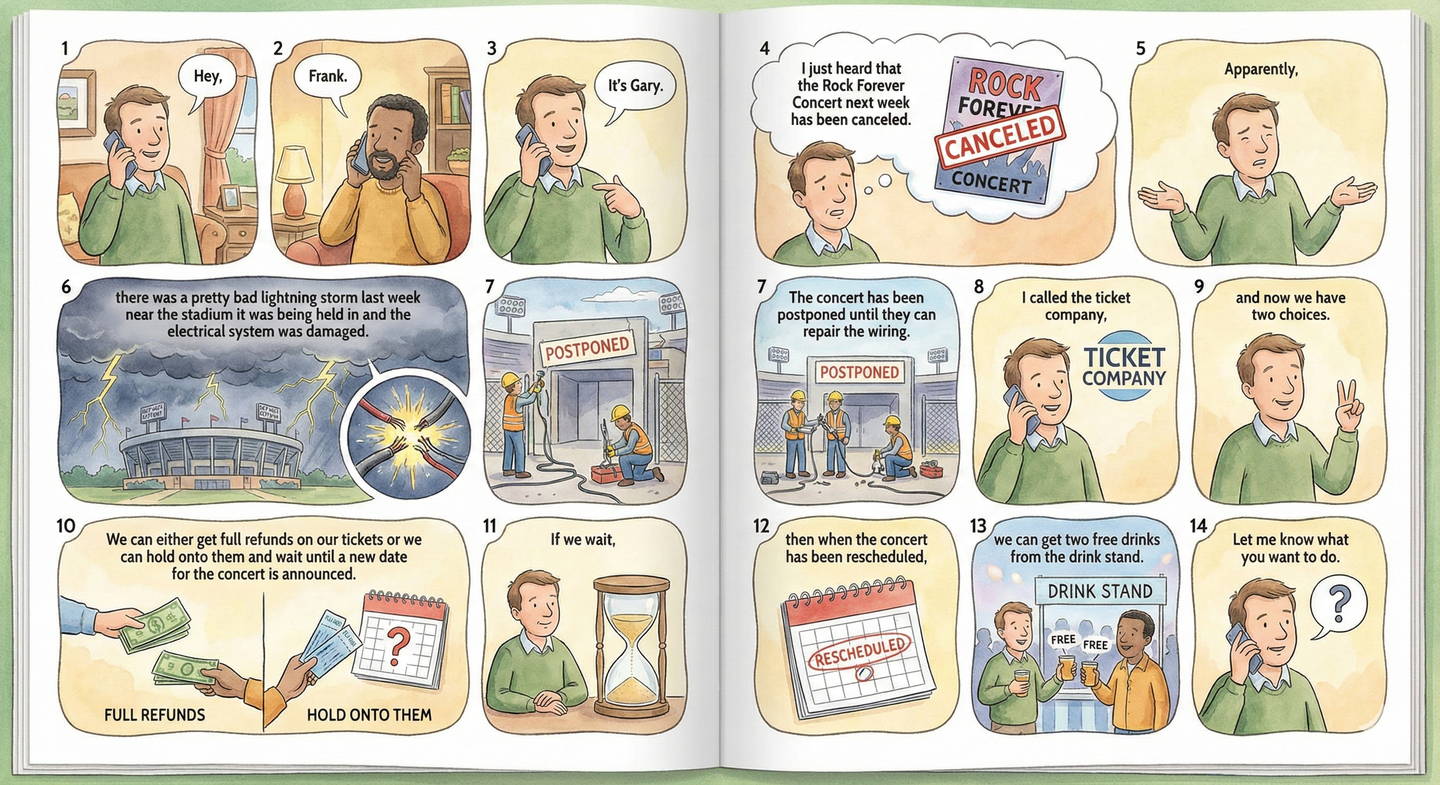 1
Hey,
2
Frank.
3
It's Gary.
4
I just heard that
the Rock Forever
Concert next week
has been canceled.
ROCK
FOREVER
CANCELED
CONCERT
5
Apparently,
6
there was a pretty bad lightning storm last week
near the stadium it was being held in and the
electrical system was damaged.
7
POSTPONED
7
The concert has been
postponed until they can
repair the wiring.
POSTPONED
8
I called the ticket
company,
TICKET
COMPANY
9
and now we have
two choices.
10
We can either get full refunds on our tickets or we
can hold onto them and wait until a new date
for the concert is announced.
?
FULL REFUNDS
HOLD ONTO THEM
11
If we wait,
12
then when the concert
has been rescheduled,
RESCHEDULED
13
we can get two free drinks
from the drink stand.
DRINK STAND
FREE
FREE
14
Let me know what
you want to do.
?